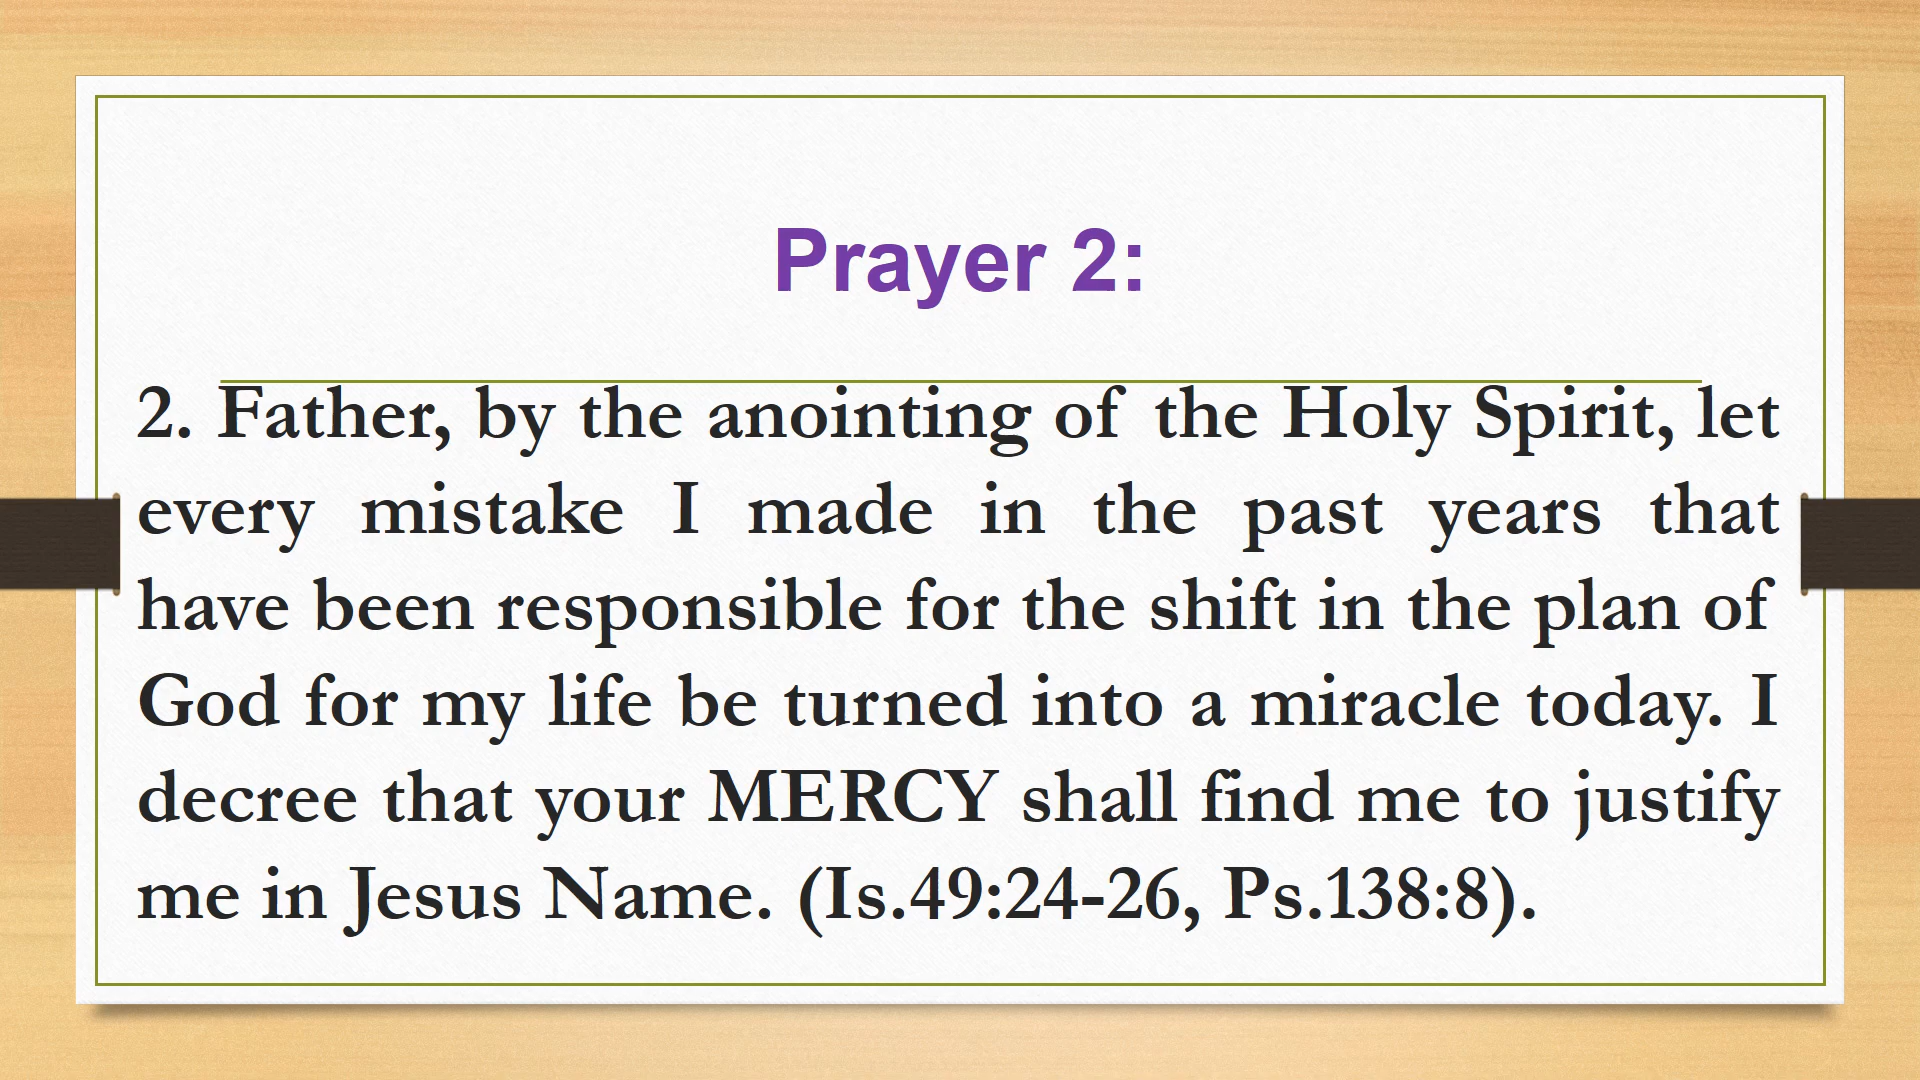 Prayer 2:
2. Father, by the anointing of the Holy Spirit, let
every mistake I made in the past years that
have been responsible for the shift in the plan of
God for my life be turned into a miracle today. I
decree that your MERCY shall find me to justify
me in Jesus Name. (Is.49:24-26, Ps.138:8).